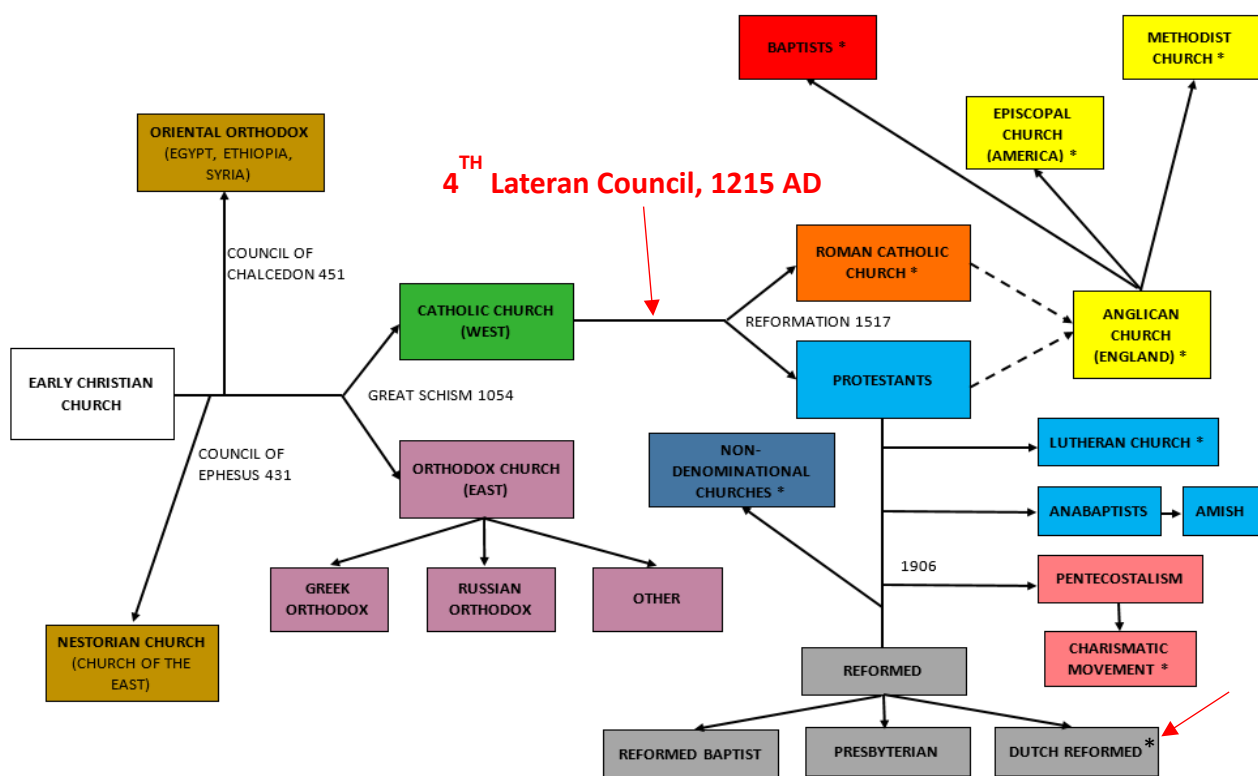 BAPTISTS *
METHODIST
CHURCH *
EPISCOPAL
CHURCH
(AMERICA) *
ORIENTAL ORTHODOX
(EGYPT, ETHIOPIA,
SYRIA)
4TH Lateran Council, 1215 AD
COUNCIL OF
CHALCEDON 451
ROMAN CATHOLIC
CHURCH *
CATHOLIC CHURCH
(WEST)
REFORMATION 1517
ANGLICAN
CHURCH
(ENGLAND) *
EARLY CHRISTIAN
CHURCH
PROTESTANTS
GREAT SCHISM 1054
COUNCIL OF
EPHESUS 431
ORTHODOX CHURCH
(EAST)
NON-
DENOMINATIONAL
CHURCHES *
LUTHERAN CHURCH *
ANABAPTISTS
AMISH
1906
PENTECOSTALISM
GREEK
ORTHODOX
RUSSIAN
ORTHODOX
OTHER
NESTORIAN CHURCH
(CHURCH OF THE
EAST)
CHARISMATIC
MOVEMENT *
REFORMED
REFORMED BAPTIST
PRESBYTERIAN
DUTCH REFORMED *